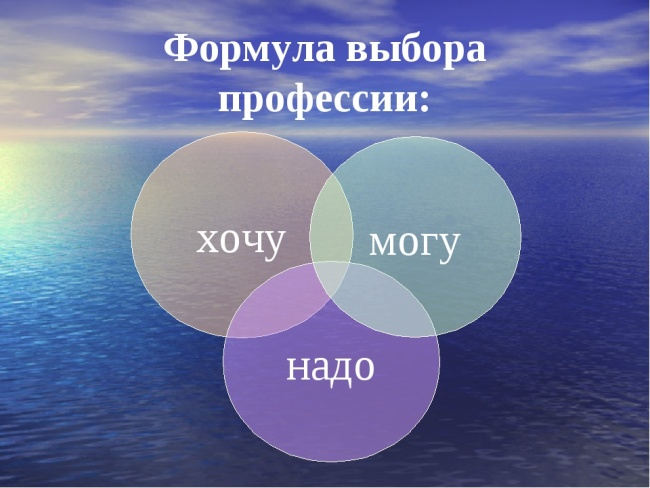 Формула выбора
профессии:
хочу
могу
надо